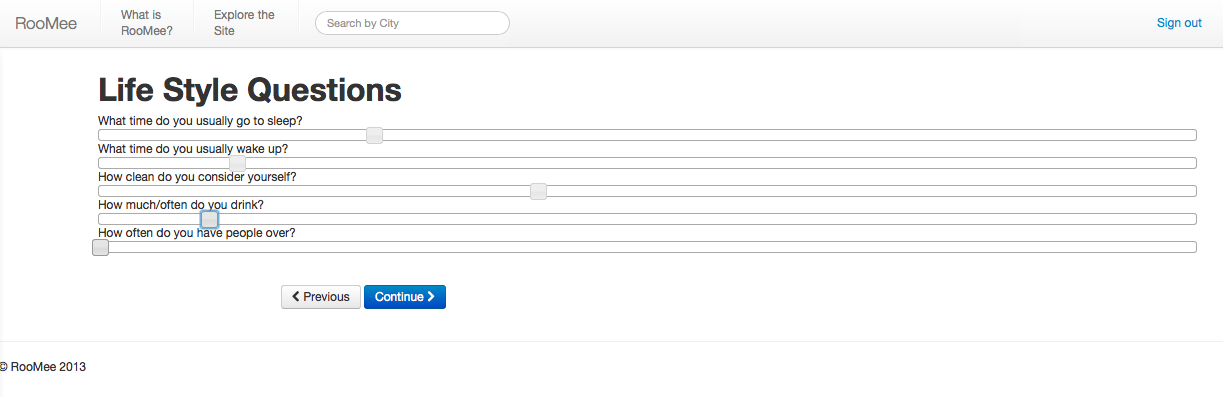 RooMee
What is
RooMee?
Explore the
Site
Search by City
Sign out
Life Style Questions
What time do you usually go to sleep?
What time do you usually wake up?
How clean do you consider yourself?
How much/often do you drink?
How often do you have people over?
Previous
Continue
© RooMee 2013